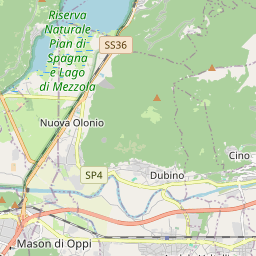 Riserva
Naturale
Pian di
Spagna
e Lago
di Mezzola
SS36
Nuova Olonio
Cino
SP4
Dubino
Mason di Oppi